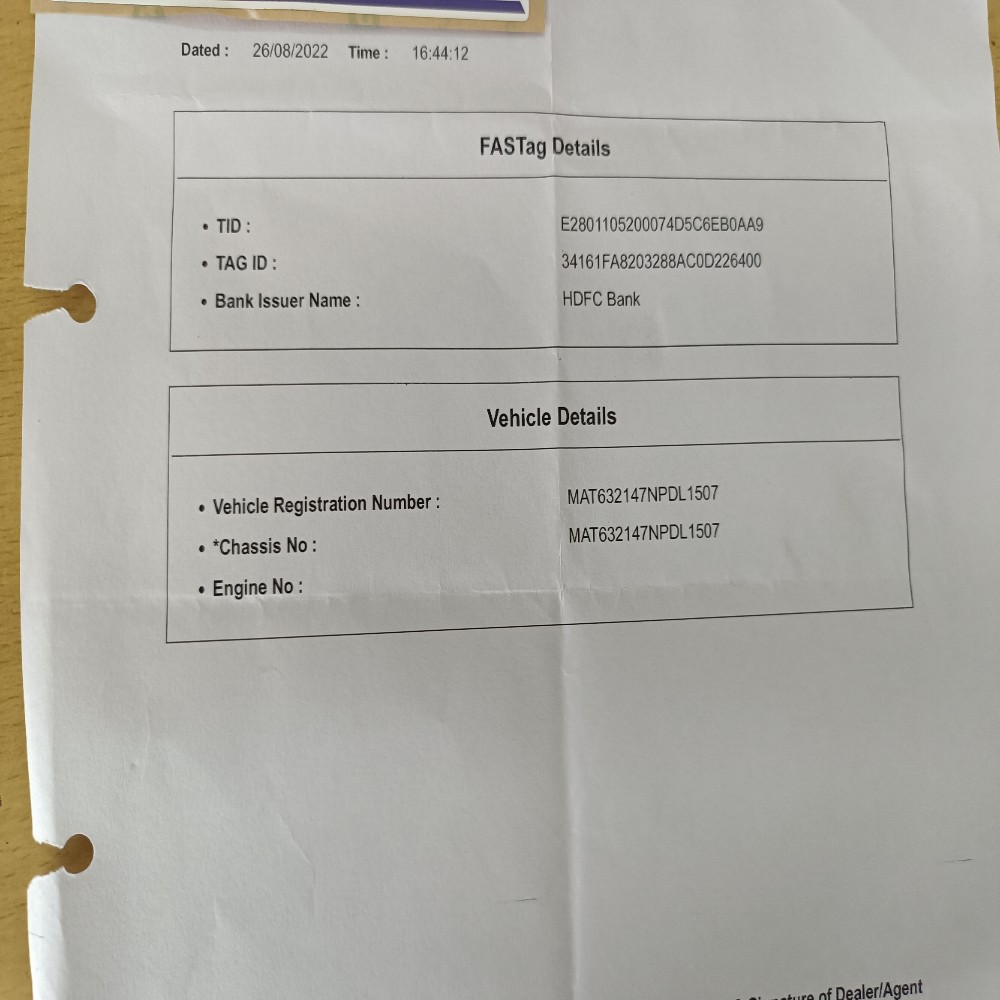 Dated : 26/08/2022 Time : 16:44:12
FASTag Details
• TID : E2801105200074D5C6EB0AA9
• TAG ID : 34161FA8203288AC0D226400
• Bank Issuer Name : HDFC Bank
Vehicle Details
• Vehicle Registration Number : MAT632147NPDL1507
• *Chassis No : MAT632147NPDL1507
• Engine No :
of Dealer/Agent